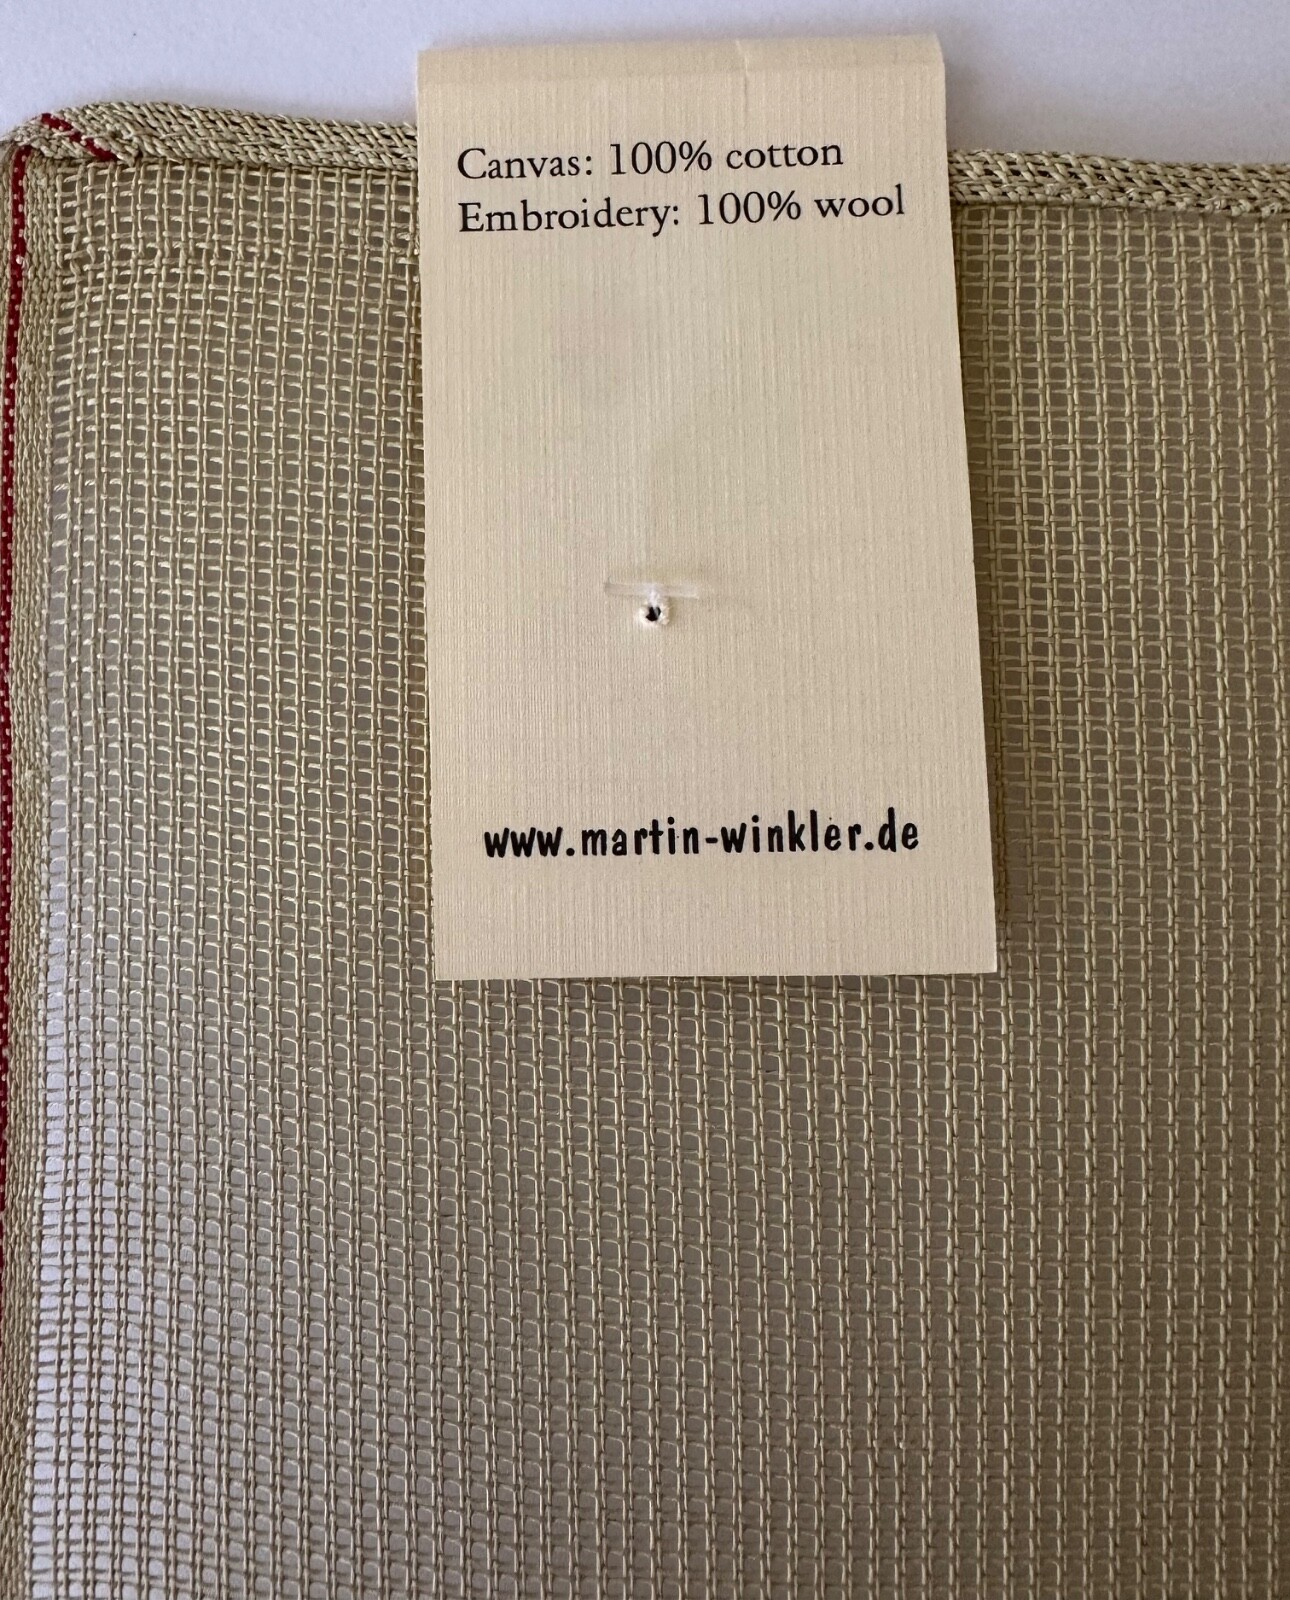 Canvas: 100% cotton
Embroidery: 100% wool
www.martin-winkler.de